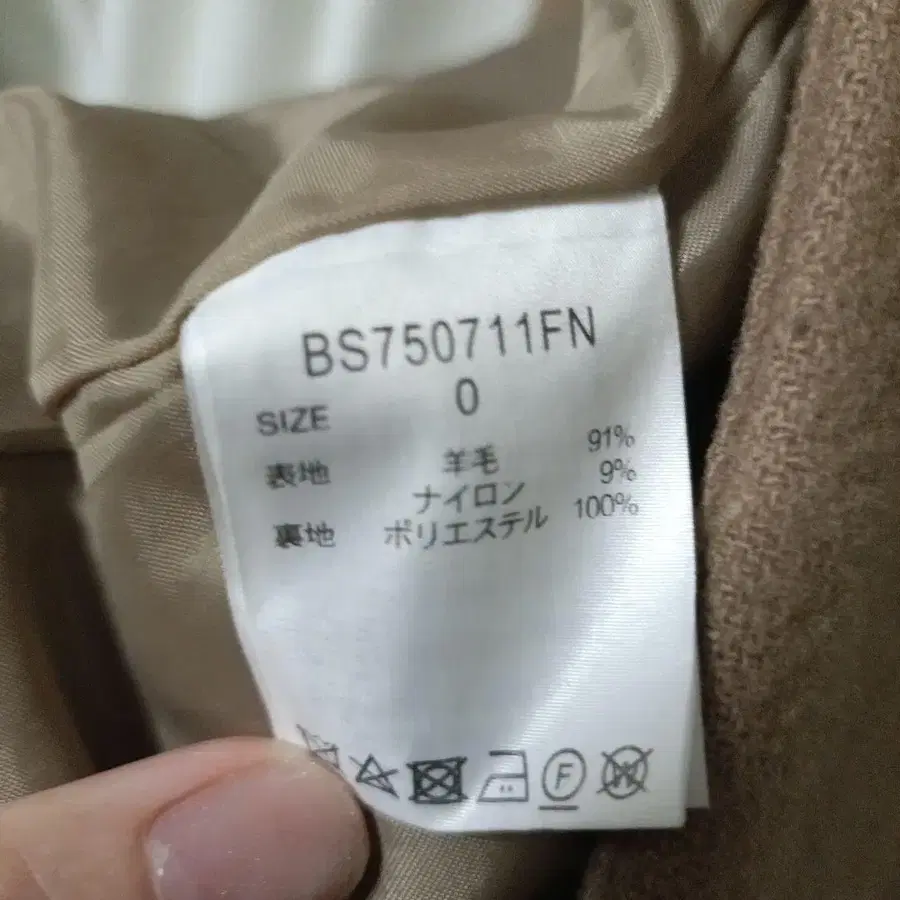 BS750711FN
SIZE 0
表地 羊毛 91%
ナイロン 9%
裏地 ポリエステル 100%
F W